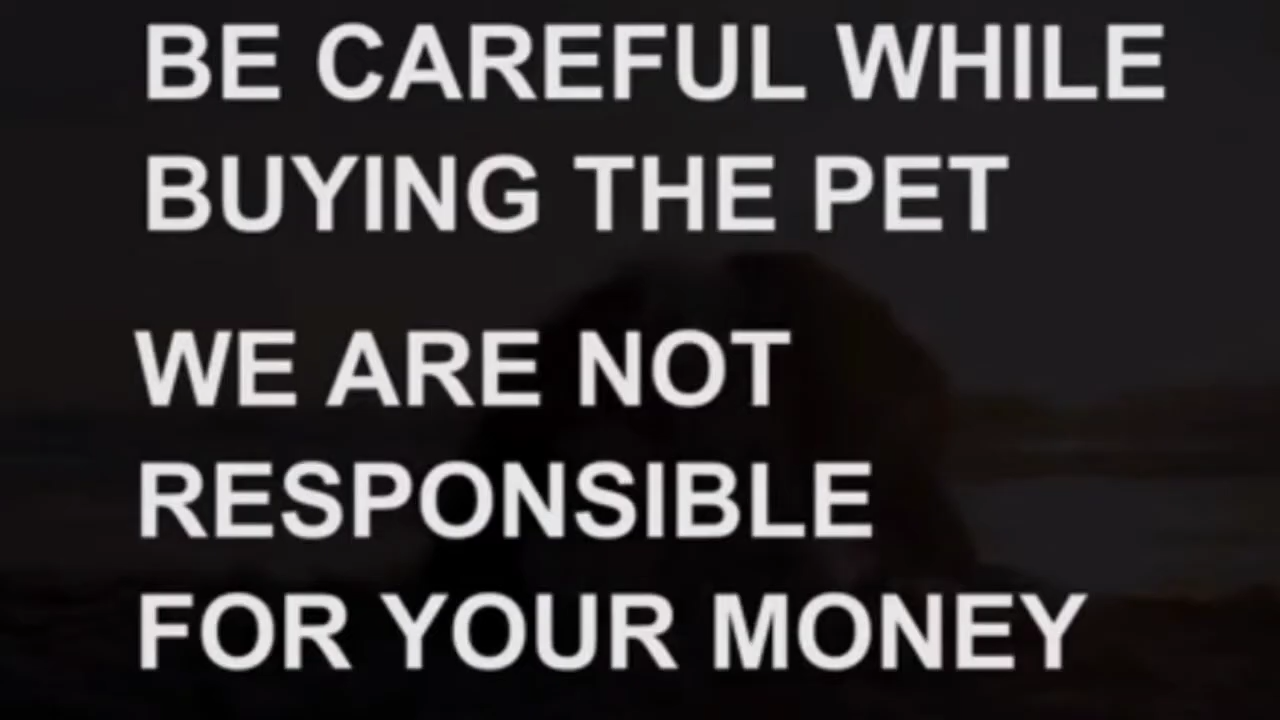 BE CAREFUL WHILE
BUYING THE PET
WE ARE NOT
RESPONSIBLE
FOR YOUR MONEY